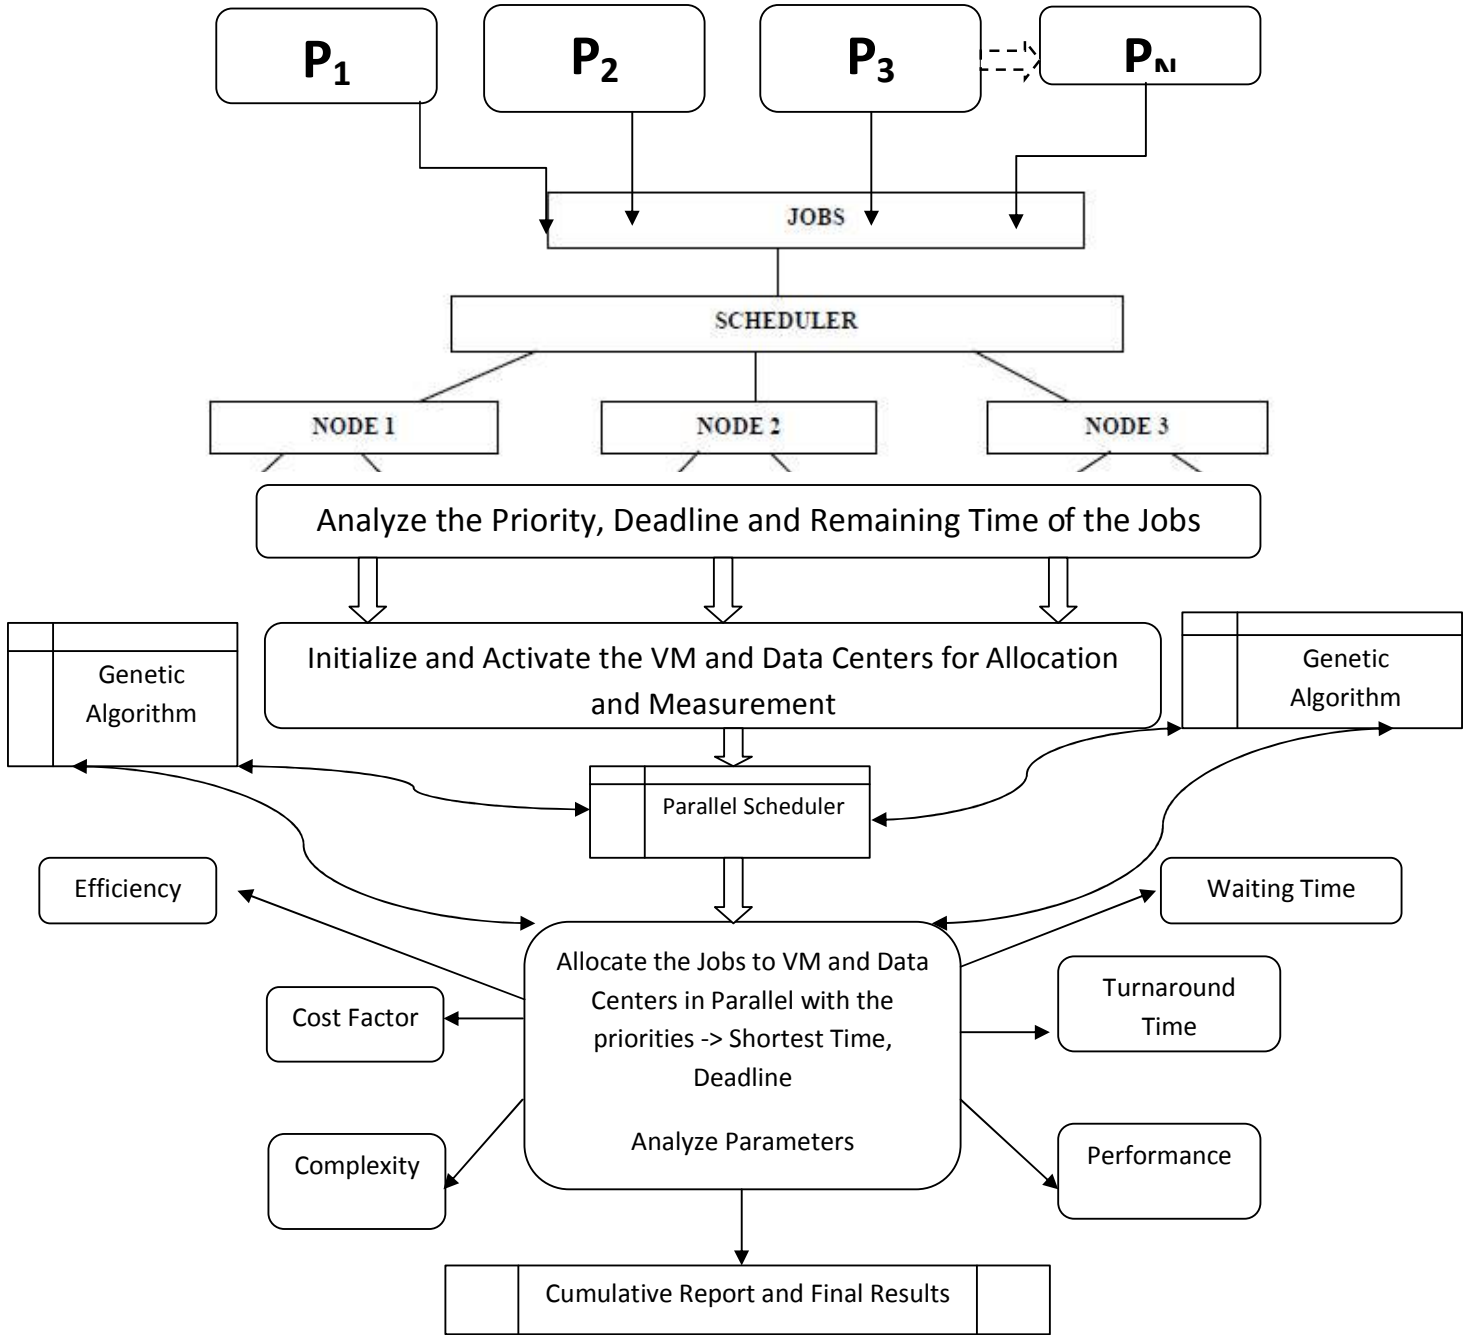 P1
P2
P3
PN
JOBS
SCHEDULER
NODE 1
NODE 2
NODE 3
Analyze the Priority, Deadline and Remaining Time of the Jobs
Initialize and Activate the VM and Data Centers for Allocation
and Measurement
Genetic
Algorithm
Genetic
Algorithm
Parallel Scheduler
Efficiency
Waiting Time
Allocate the Jobs to VM and Data
Centers in Parallel with the
priorities -> Shortest Time,
Deadline
Analyze Parameters
Cost Factor
Turnaround
Time
Complexity
Performance
Cumulative Report and Final Results